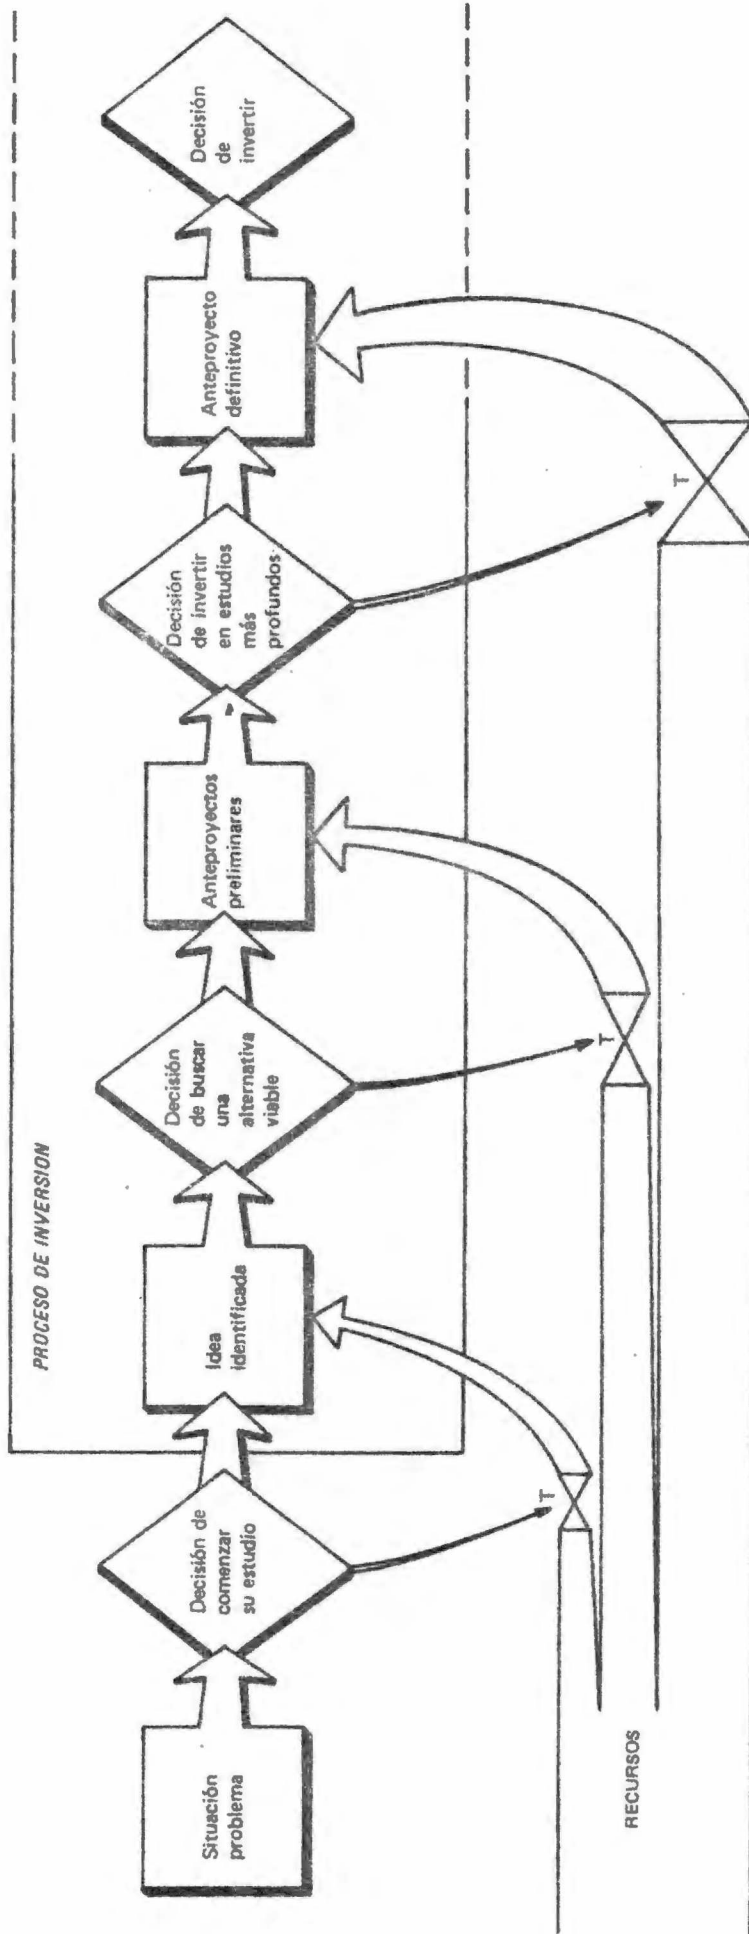 PROCESO DE INVERSION
Situación
problema
Decisión de
comenzar
su estudio
Idea
identificada
Decisión
de buscar
una
alternativa
viable
Anteproyectos
preliminares
Decisión
de invertir
en estudios
más
profundos
Anteproyecto
definitivo
Decisión
de
invertir
T
T
T
RECURSOS